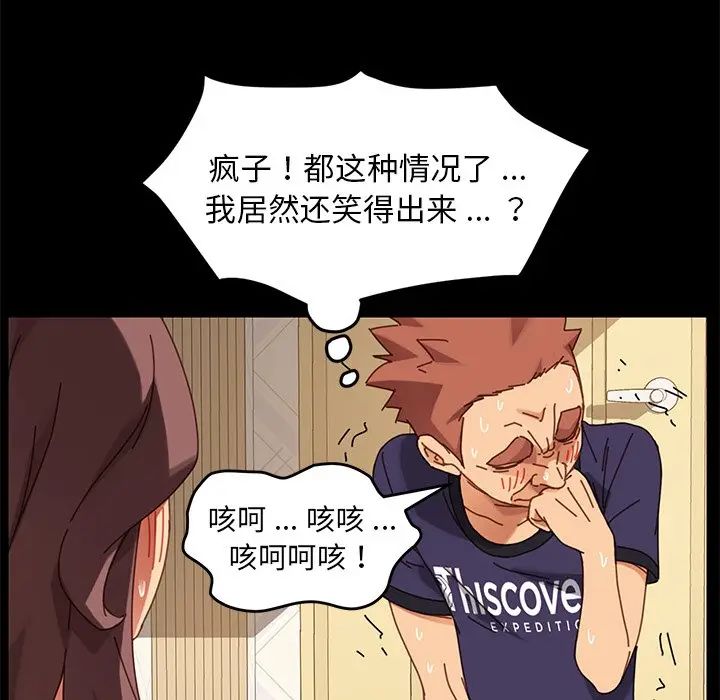 疯子！都这种情况了 ...
我居然还笑得出来 ... ？
咳呵 ... 咳咳 ...
咳呵呵咳！
Thiscove
EXPEDITIO